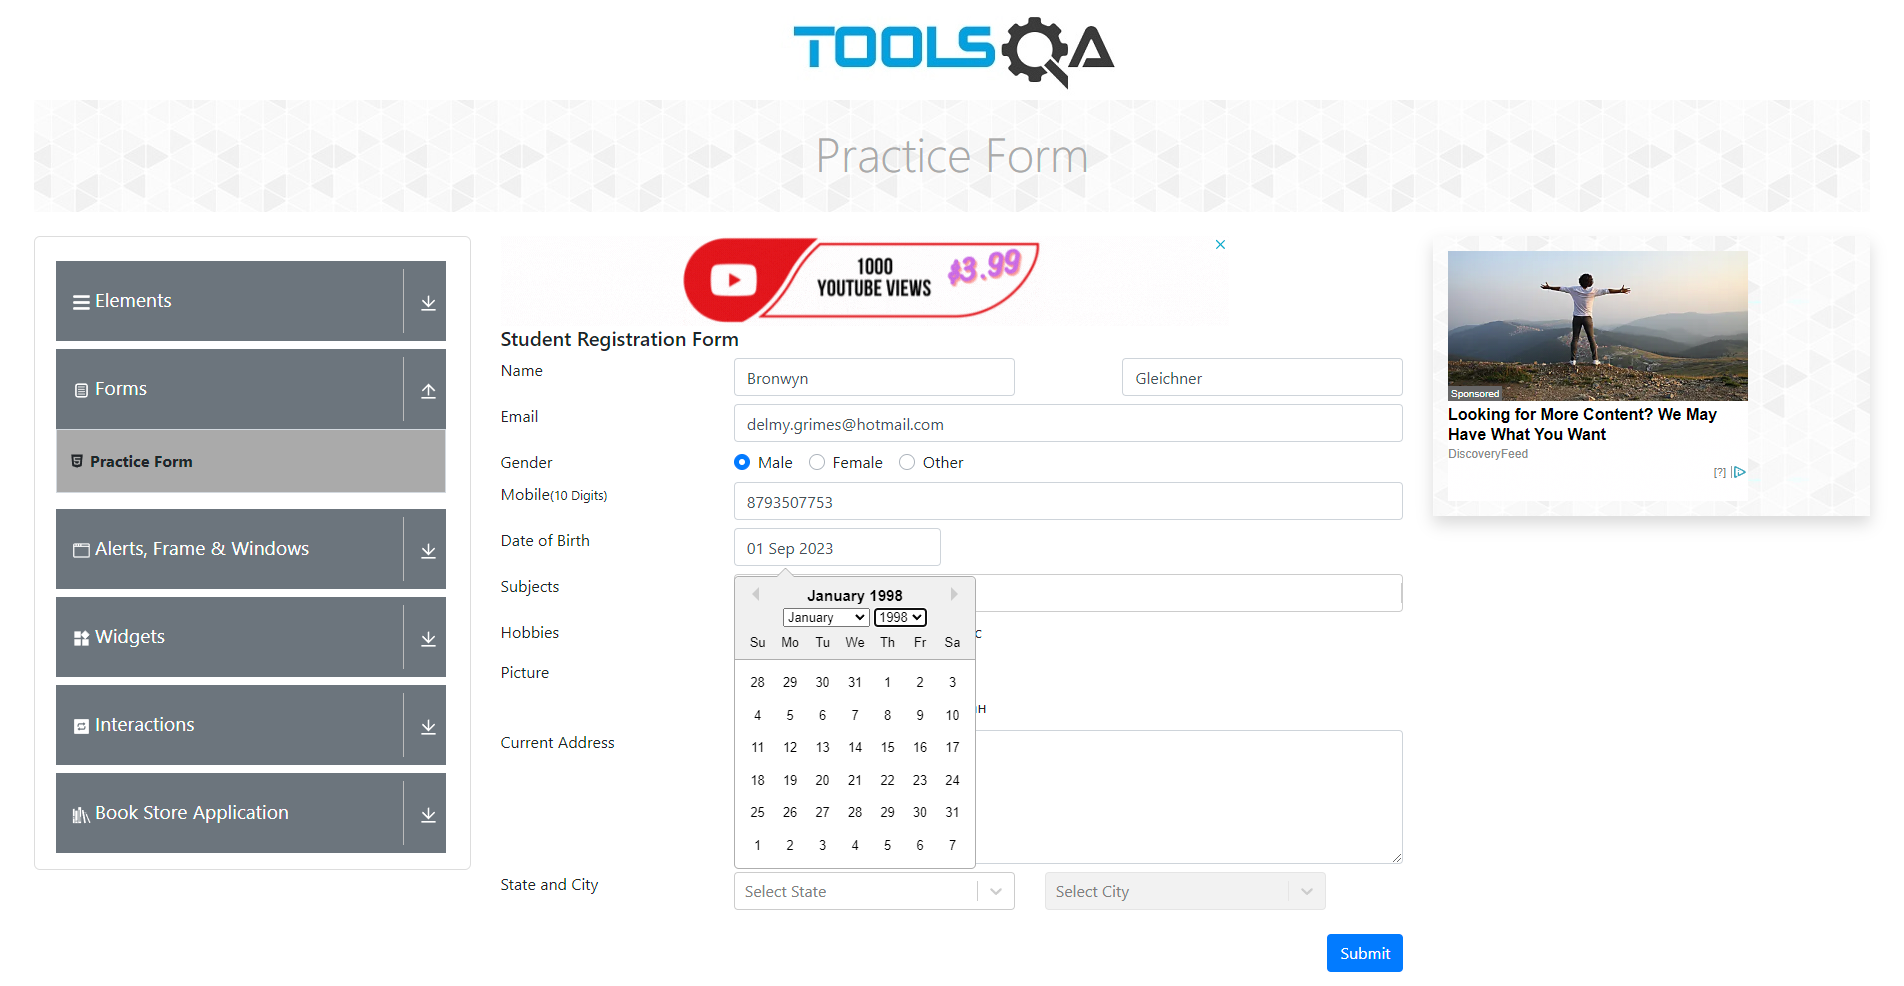 TOOLSQA
Practice Form
Elements
Forms
Practice Form
Alerts, Frame & Windows
Widgets
Interactions
Book Store Application
1000
YOUTUBE VIEWS
$3.99
Student Registration Form
Name
Bronwyn
Gleichner
Email
delmy.grimes@hotmail.com
Gender
Male
Female
Other
Mobile(10 Digits)
8793507753
Date of Birth
01 Sep 2023
Subjects
Hobbies
c
Picture
ан
Current Address
January 1998
January
1998
Su Mo Tu We Th Fr Sa
28 29 30 31 1 2 3
4 5 6 7 8 9 10
11 12 13 14 15 16 17
18 19 20 21 22 23 24
25 26 27 28 29 30 31
1 2 3 4 5 6 7
State and City
Select State
Select City
Submit
Sponsored
Looking for More Content? We May
Have What You Want
DiscoveryFeed
[?]